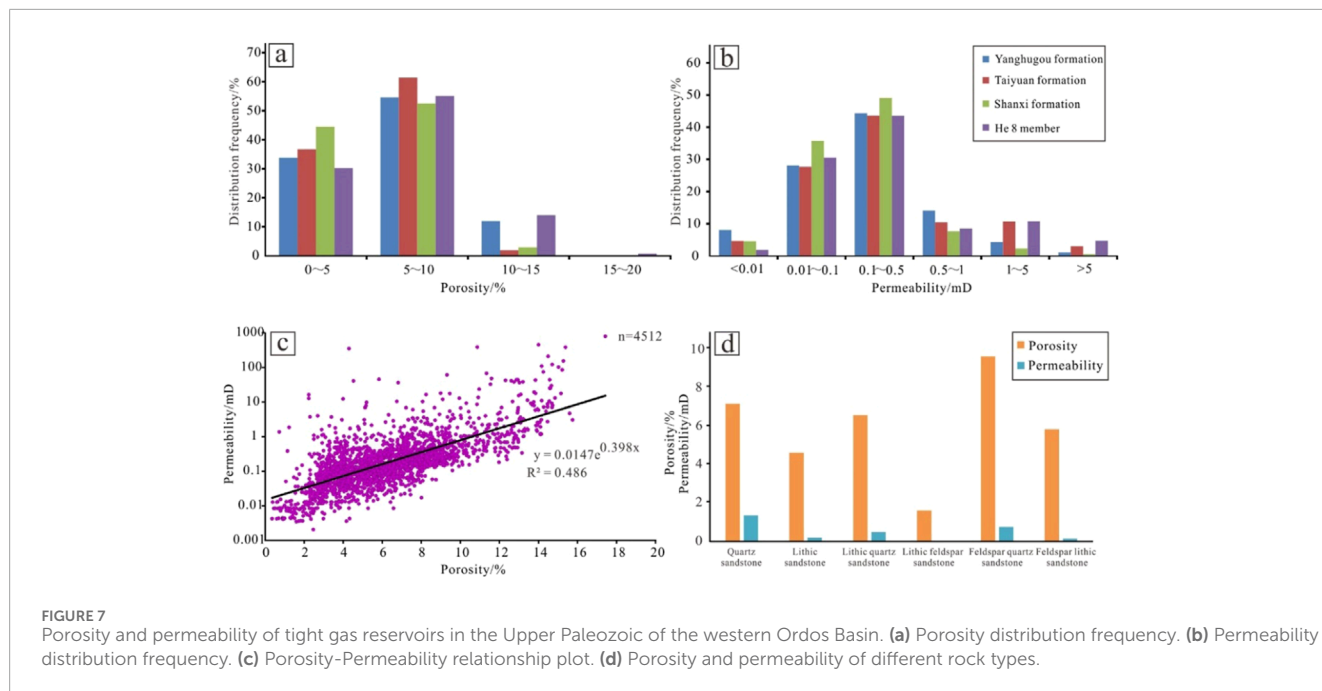 a
Distribution frequency/%
70
60
50
40
30
20
10
0
0~5
5~10
10~15
15~20
Porosity/%
b
Yanghugou formation
Taiyuan formation
Shanxi formation
He 8 member
Distribution frequency/%
60
50
40
30
20
10
0
<0.01
0.01~0.1
0.1~0.5
0.5~1
1~5
>5
Permeability/mD
c
n=4512
Permeability/mD
1000
100
10
1
0.1
0.01
0.001
y = 0.0147e^0.398x
R² = 0.486
0 2 4 6 8 10 12 14 16 18 20
Porosity/%
d
Porosity
Permeability
Porosity/%
Permeability/mD
10
8
6
4
2
0
Quartz
sandstone
Lithic
sandstone
Lithic quartz
sandstone
Lithic feldspar
sandstone
Feldspar quartz
sandstone
Feldspar lithic
sandstone
FIGURE 7
Porosity and permeability of tight gas reservoirs in the Upper Paleozoic of the western Ordos Basin. (a) Porosity distribution frequency. (b) Permeability
distribution frequency. (c) Porosity-Permeability relationship plot. (d) Porosity and permeability of different rock types.